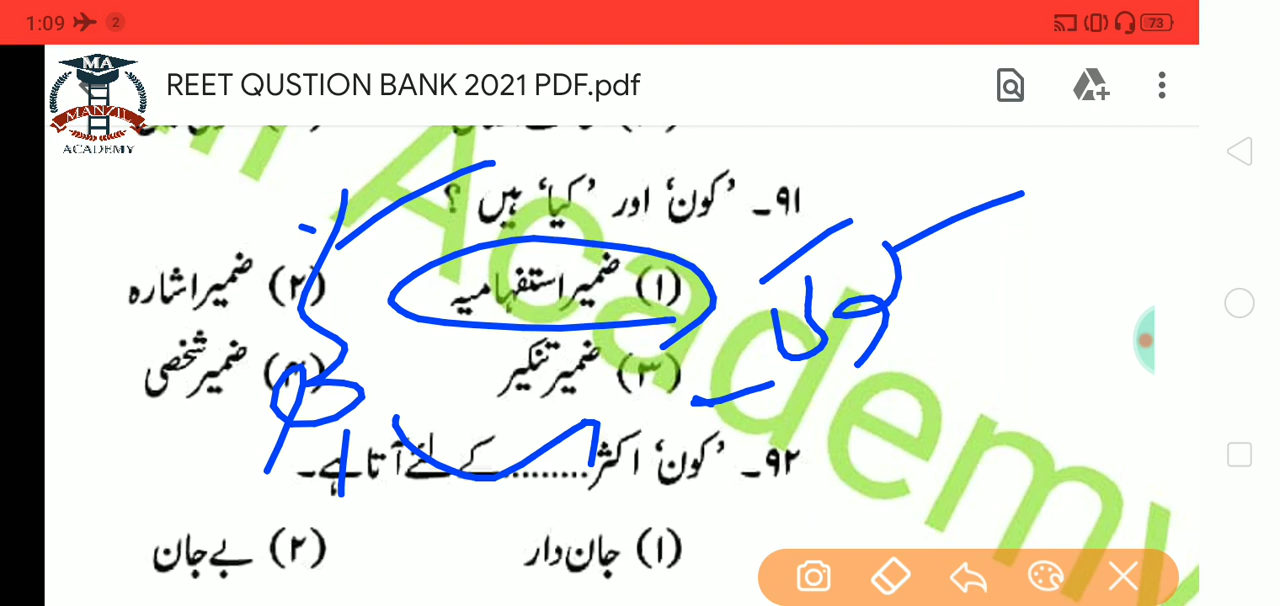 1:09 2 73
MA
MANZIL
ACADEMY
REET QUSTION BANK 2021 PDF.pdf
۹۱۔ ’کون‘ اور ’کیا‘ ہیں ؟
(۱) ضمیر استفہامیہ (۲) ضمیر اشارہ
(۳) ضمیر تنکیر (۴) ضمیر شخصی
۹۲۔ ’کون‘ اکثر........کے لئے آتا ہے۔
(۱) جان دار (۲) بے جان
Academy